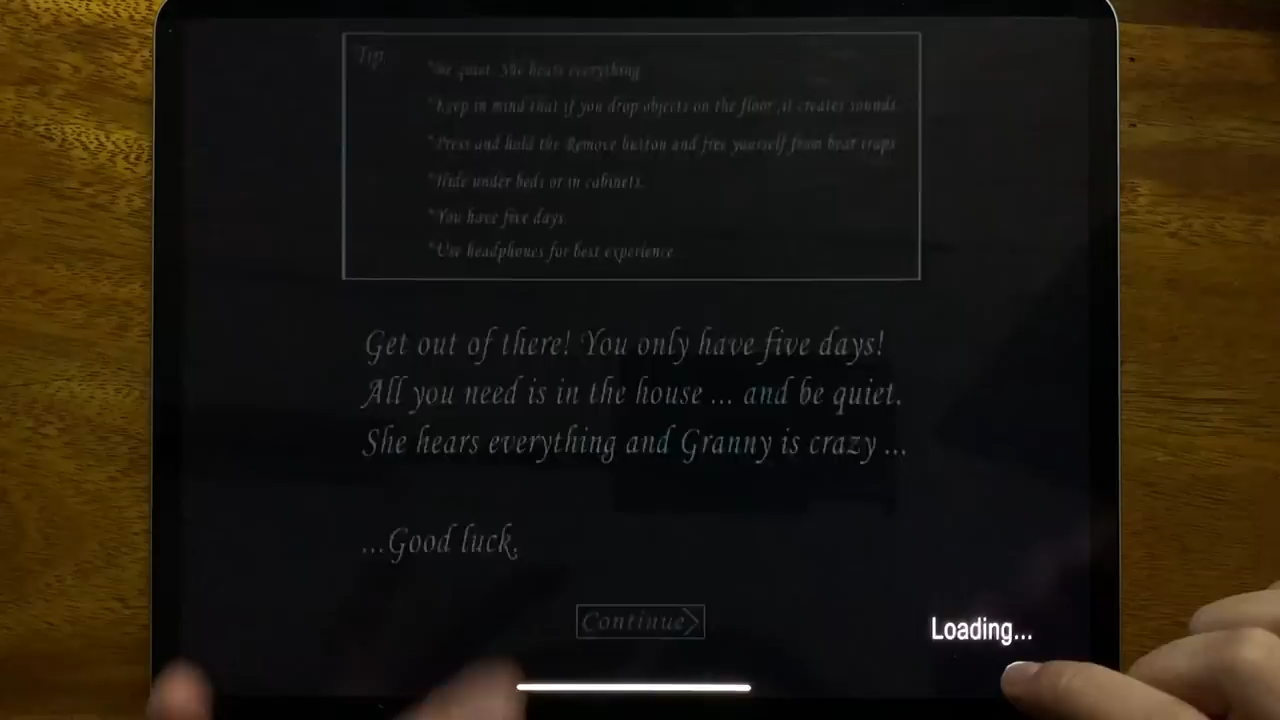 Tip.
*Be quiet. She hears everything
*Keep in mind that if you drop objects on the floor ,it creates sounds.
*Press and hold the Remove button and free yourself from bear traps
*Hide under beds or in cabinets.
*You have five days.
*Use headphones for best experience...
Get out of there! You only have five days!
All you need is in the house ... and be quiet.
She hears everything and Granny is crazy ...
...Good luck.
Continue
Loading...